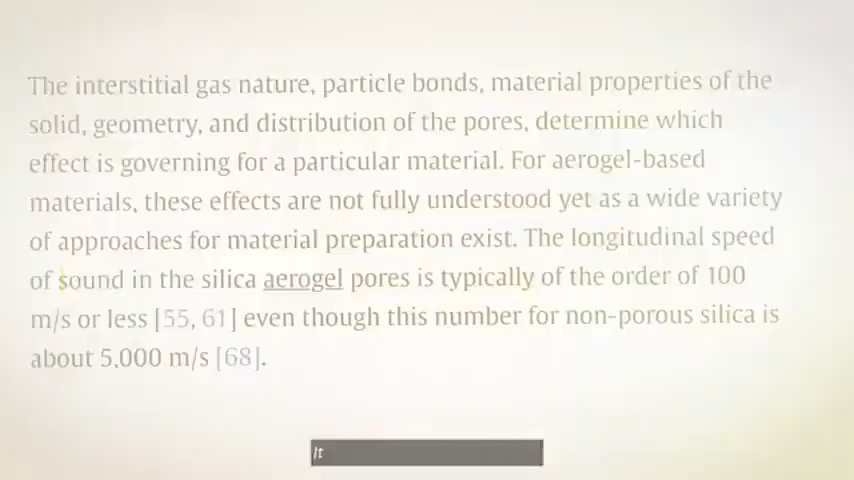 The interstitial gas nature, particle bonds, material properties of the
solid, geometry, and distribution of the pores, determine which
effect is governing for a particular material. For aerogel-based
materials, these effects are not fully understood yet as a wide variety
of approaches for material preparation exist. The longitudinal speed
of sound in the silica aerogel pores is typically of the order of 100
m/s or less [55, 61] even though this number for non-porous silica is
about 5,000 m/s [68].
It